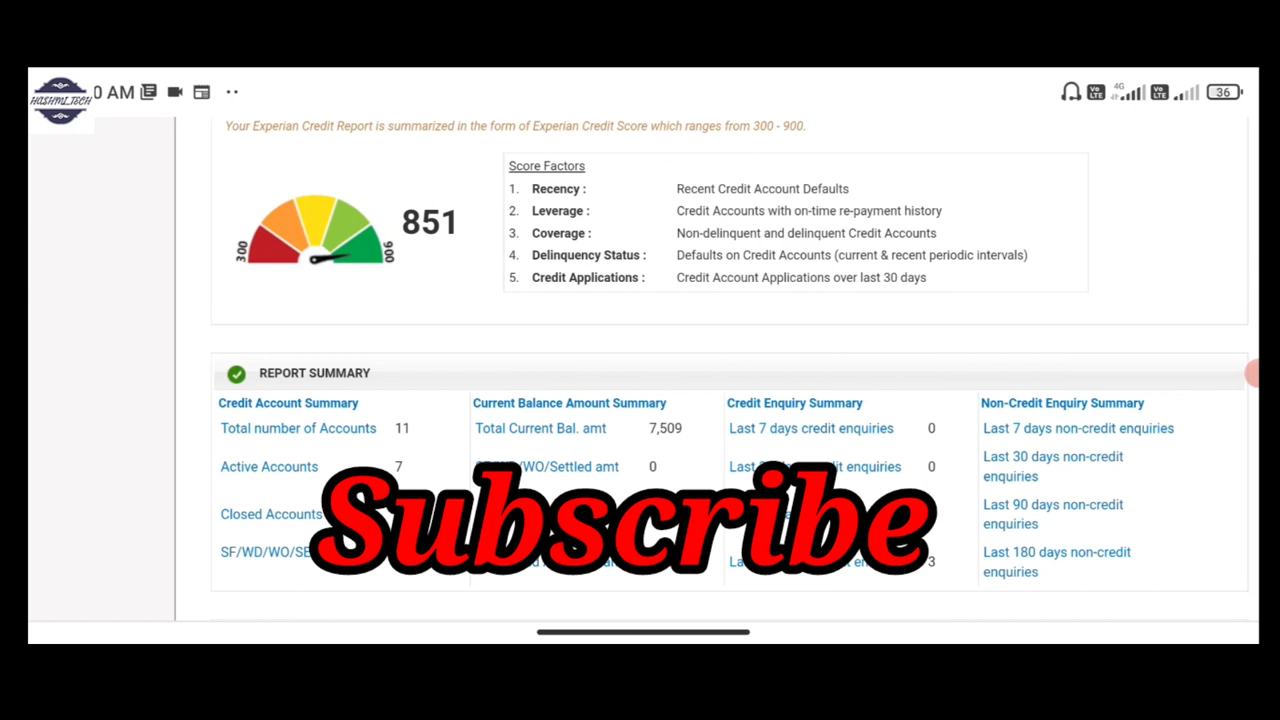 HASHMI_TECH
0 AM
4G
Vo LTE
Vo LTE
36
Your Experian Credit Report is summarized in the form of Experian Credit Score which ranges from 300 - 900.
300
900
851
Score Factors
1. Recency : Recent Credit Account Defaults
2. Leverage : Credit Accounts with on-time re-payment history
3. Coverage : Non-delinquent and delinquent Credit Accounts
4. Delinquency Status : Defaults on Credit Accounts (current & recent periodic intervals)
5. Credit Applications : Credit Account Applications over last 30 days
REPORT SUMMARY
Credit Account Summary
Total number of Accounts 11
Active Accounts 7
Closed Accounts
SF/WD/WO/SE
Current Balance Amount Summary
Total Current Bal. amt 7,509
/WO/Settled amt 0
Credit Enquiry Summary
Last 7 days credit enquiries 0
enquiries 0
3
Non-Credit Enquiry Summary
Last 7 days non-credit enquiries
Last 30 days non-credit
enquiries
Last 90 days non-credit
enquiries
Last 180 days non-credit
enquiries
Subscribe